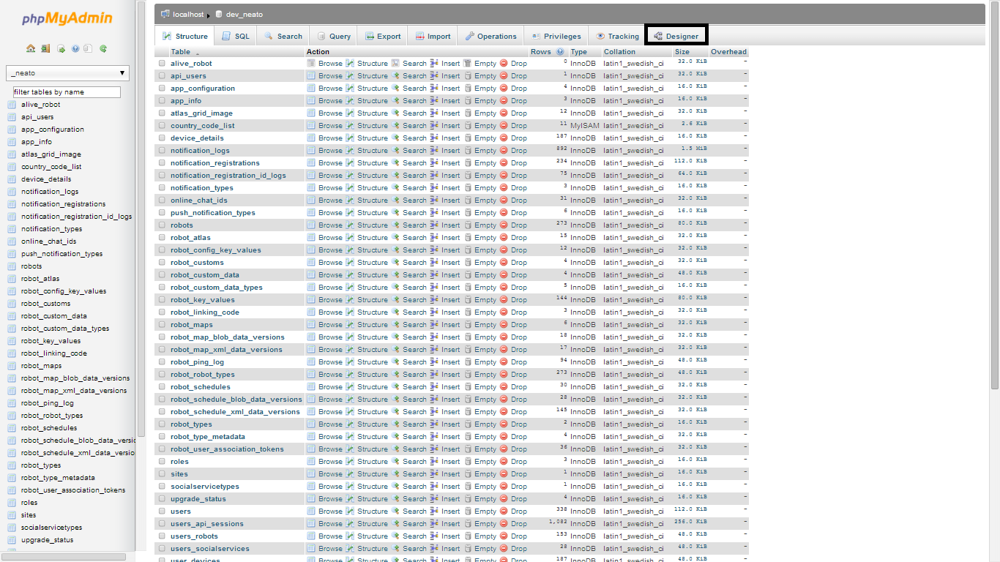 phpMyAdmin
_neato
filter tables by name
alive_robot
api_users
app_configuration
app_info
atlas_grid_image
country_code_list
device_details
notification_logs
notification_registrations
notification_registration_id_logs
notification_types
online_chat_ids
push_notification_types
robots
robot_atlas
robot_config_key_values
robot_customs
robot_custom_data
robot_custom_data_types
robot_key_values
robot_linking_code
robot_maps
robot_map_blob_data_versions
robot_map_xml_data_versions
robot_ping_log
robot_robot_types
robot_schedules
robot_schedule_blob_data_versio
robot_schedule_xml_data_versio
robot_types
robot_type_metadata
robot_user_association_tokens
roles
sites
socialservicetypes
upgrade_status
localhost dev_neato
Structure SQL Search Query Export Import Operations Privileges Tracking Designer
Table Action Rows Type Collation Size Overhead
alive_robot Browse Structure Search Insert Empty Drop 0 InnoDB latin1_swedish_ci 32.0 KiB -
api_users Browse Structure Search Insert Empty Drop 1 InnoDB latin1_swedish_ci 32.0 KiB -
app_configuration Browse Structure Search Insert Empty Drop 4 InnoDB latin1_swedish_ci 16.0 KiB -
app_info Browse Structure Search Insert Empty Drop 3 InnoDB latin1_swedish_ci 16.0 KiB -
atlas_grid_image Browse Structure Search Insert Empty Drop 12 InnoDB latin1_swedish_ci 32.0 KiB -
country_code_list Browse Structure Search Insert Empty Drop 11 MyISAM latin1_swedish_ci 2.6 KiB -
device_details Browse Structure Search Insert Empty Drop 187 InnoDB latin1_swedish_ci 16.0 KiB -
notification_logs Browse Structure Search Insert Empty Drop 892 InnoDB latin1_swedish_ci 1.5 MiB -
notification_registrations Browse Structure Search Insert Empty Drop 234 InnoDB latin1_swedish_ci 112.0 KiB -
notification_registration_id_logs Browse Structure Search Insert Empty Drop 75 InnoDB latin1_swedish_ci 64.0 KiB -
notification_types Browse Structure Search Insert Empty Drop 3 InnoDB latin1_swedish_ci 16.0 KiB -
online_chat_ids Browse Structure Search Insert Empty Drop 31 InnoDB latin1_swedish_ci 32.0 KiB -
push_notification_types Browse Structure Search Insert Empty Drop 6 InnoDB latin1_swedish_ci 16.0 KiB -
robots Browse Structure Search Insert Empty Drop 273 InnoDB latin1_swedish_ci 80.0 KiB -
robot_atlas Browse Structure Search Insert Empty Drop 15 InnoDB latin1_swedish_ci 32.0 KiB -
robot_config_key_values Browse Structure Search Insert Empty Drop 12 InnoDB latin1_swedish_ci 32.0 KiB -
robot_customs Browse Structure Search Insert Empty Drop 4 InnoDB latin1_swedish_ci 32.0 KiB -
robot_custom_data Browse Structure Search Insert Empty Drop 4 InnoDB latin1_swedish_ci 48.0 KiB -
robot_custom_data_types Browse Structure Search Insert Empty Drop 5 InnoDB latin1_swedish_ci 16.0 KiB -
robot_key_values Browse Structure Search Insert Empty Drop 144 InnoDB latin1_swedish_ci 80.0 KiB -
robot_linking_code Browse Structure Search Insert Empty Drop 3 InnoDB latin1_swedish_ci 32.0 KiB -
robot_maps Browse Structure Search Insert Empty Drop 6 InnoDB latin1_swedish_ci 32.0 KiB -
robot_map_blob_data_versions Browse Structure Search Insert Empty Drop 18 InnoDB latin1_swedish_ci 32.0 KiB -
robot_map_xml_data_versions Browse Structure Search Insert Empty Drop 17 InnoDB latin1_swedish_ci 32.0 KiB -
robot_ping_log Browse Structure Search Insert Empty Drop 94 InnoDB latin1_swedish_ci 48.0 KiB -
robot_robot_types Browse Structure Search Insert Empty Drop 273 InnoDB latin1_swedish_ci 48.0 KiB -
robot_schedules Browse Structure Search Insert Empty Drop 30 InnoDB latin1_swedish_ci 32.0 KiB -
robot_schedule_blob_data_versions Browse Structure Search Insert Empty Drop 28 InnoDB latin1_swedish_ci 32.0 KiB -
robot_schedule_xml_data_versions Browse Structure Search Insert Empty Drop 145 InnoDB latin1_swedish_ci 32.0 KiB -
robot_types Browse Structure Search Insert Empty Drop 2 InnoDB latin1_swedish_ci 16.0 KiB -
robot_type_metadata Browse Structure Search Insert Empty Drop 4 InnoDB latin1_swedish_ci 32.0 KiB -
robot_user_association_tokens Browse Structure Search Insert Empty Drop 36 InnoDB latin1_swedish_ci 32.0 KiB -
roles Browse Structure Search Insert Empty Drop 3 InnoDB latin1_swedish_ci 16.0 KiB -
sites Browse Structure Search Insert Empty Drop 1 InnoDB latin1_swedish_ci 16.0 KiB -
socialservicetypes Browse Structure Search Insert Empty Drop 1 InnoDB latin1_swedish_ci 16.0 KiB -
upgrade_status Browse Structure Search Insert Empty Drop 4 InnoDB latin1_swedish_ci 16.0 KiB -
users Browse Structure Search Insert Empty Drop 338 InnoDB latin1_swedish_ci 112.0 KiB -
users_api_sessions Browse Structure Search Insert Empty Drop 1,082 InnoDB latin1_swedish_ci 256.0 KiB -
users_robots Browse Structure Search Insert Empty Drop 153 InnoDB latin1_swedish_ci 48.0 KiB -
users_socialservices Browse Structure Search Insert Empty Drop 28 InnoDB latin1_swedish_ci 48.0 KiB -
user_devices Browse Structure Search Insert Empty Drop 187 InnoDB latin1_swedish_ci 48.0 KiB -